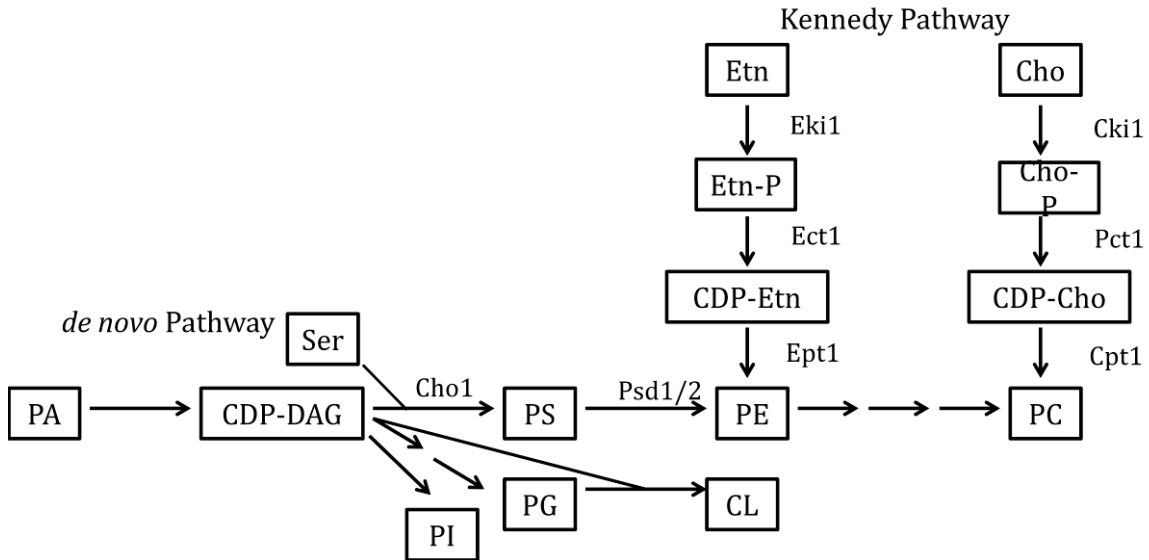 Kennedy Pathway
Etn
Cho
Eki1
Cki1
Etn-P
Cho-
P
Ect1
Pct1
CDP-Etn
CDP-Cho
de novo Pathway
Ser
Ept1
Cpt1
Cho1
Psd1/2
PA
CDP-DAG
PS
PE
PC
PG
CL
PI